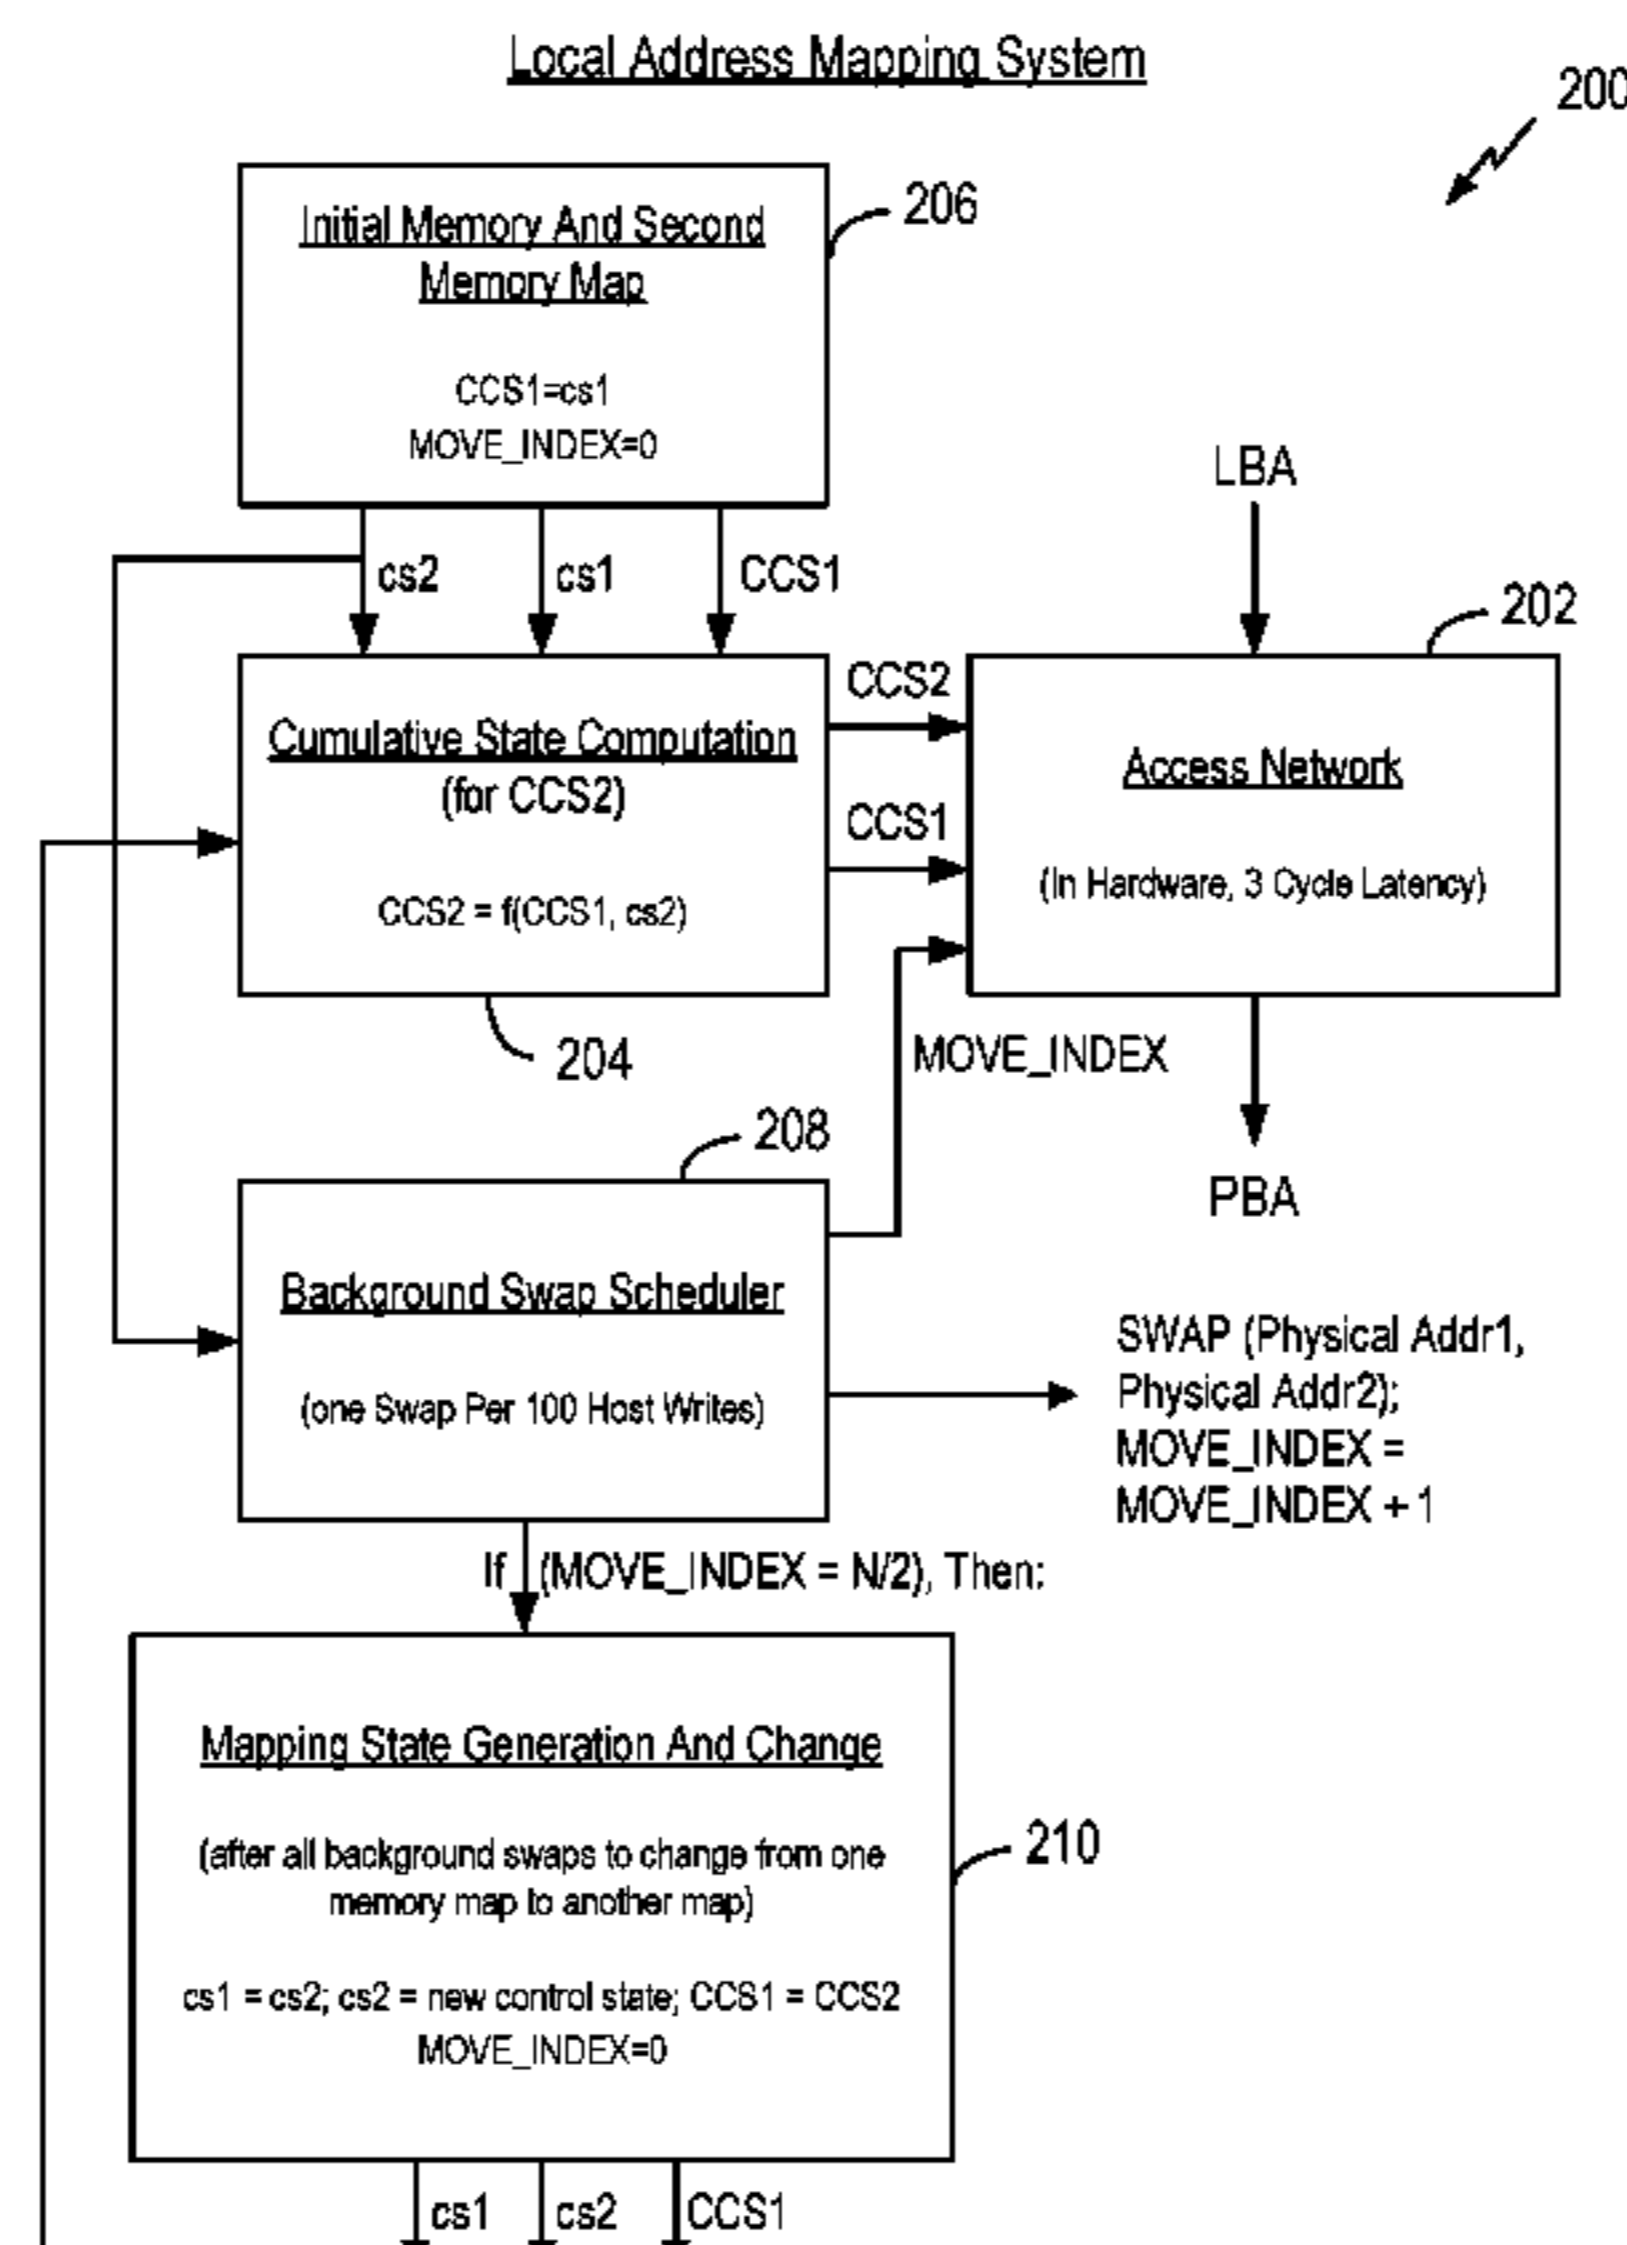 Local Address Mapping System
200
Initial Memory And Second
Memory Map
206
CCS1=cs1
MOVE_INDEX=0
LBA
cs2
cs1
CCS1
202
CCS2
Cumulative State Computation
(for CCS2)
CCS1
Access Network
(In Hardware, 3 Cycle Latency)
CCS2 = f(CCS1, cs2)
204
MOVE_INDEX
208
PBA
Background Swap Scheduler
(one Swap Per 100 Host Writes)
SWAP (Physical Addr1,
Physical Addr2);
MOVE_INDEX =
MOVE_INDEX + 1
If (MOVE_INDEX = N/2), Then:
Mapping State Generation And Change
(after all background swaps to change from one
memory map to another map)
210
cs1 = cs2; cs2 = new control state; CCS1 = CCS2
MOVE_INDEX=0
cs1
cs2
CCS1